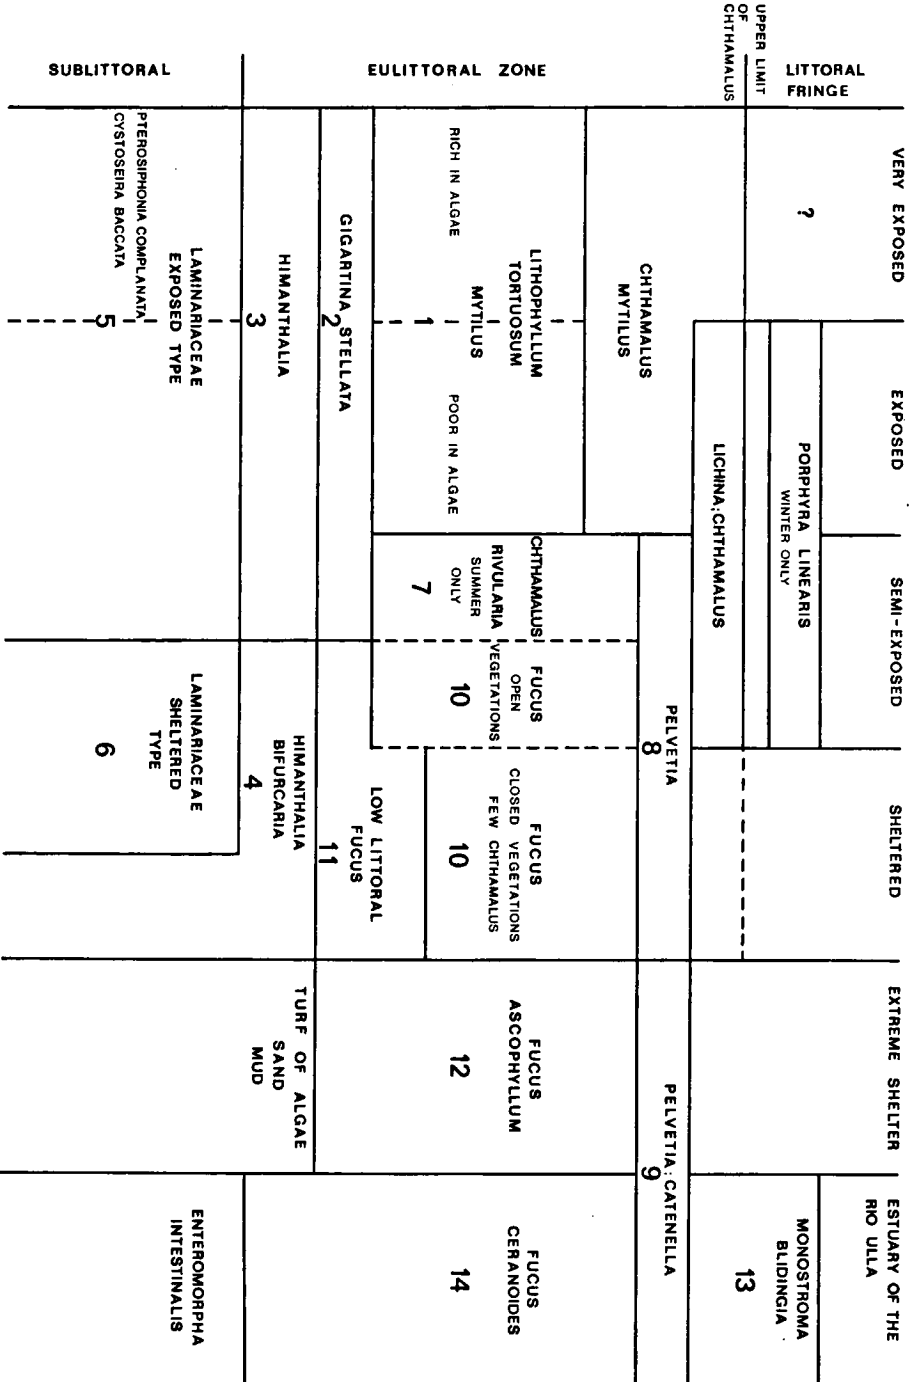 VERY EXPOSED
EXPOSED
SEMI-EXPOSED
SHELTERED
EXTREME SHELTER
ESTUARY OF THE
RIO ULLA
LITTORAL
FRINGE
?
PORPHYRA LINEARIS
WINTER ONLY
MONOSTROMA
BLIDINGIA
13
UPPER LIMIT
OF
CHTHAMALUS
LICHINA;CHTHAMALUS
EULITTORAL ZONE
CHTHAMALUS
MYTILUS
PELVETIA
8
PELVETIA; CATENELLA
9
LITHOPHYLLUM
TORTUOSUM
MYTILUS
RICH IN ALGAE
1
POOR IN ALGAE
CHTHAMALUS
RIVULARIA
SUMMER
ONLY
7
FUCUS
OPEN
VEGETATIONS
10
FUCUS
CLOSED VEGETATIONS
FEW CHTHAMALUS
10
FUCUS
ASCOPHYLLUM
12
FUCUS
CERANOIDES
14
GIGARTINA STELLATA
2
LOW LITTORAL
FUCUS
11
HIMANTHALIA
3
HIMANTHALIA
BIFURCARIA
4
TURF OF ALGAE
SAND
MUD
SUBLITTORAL
LAMINARIACEAE
EXPOSED TYPE
PTEROSIPHONIA COMPLANATA
CYSTOSEIRA BACCATA
5
LAMINARIACEAE
SHELTERED
TYPE
6
ENTEROMORPHA
INTESTINALIS